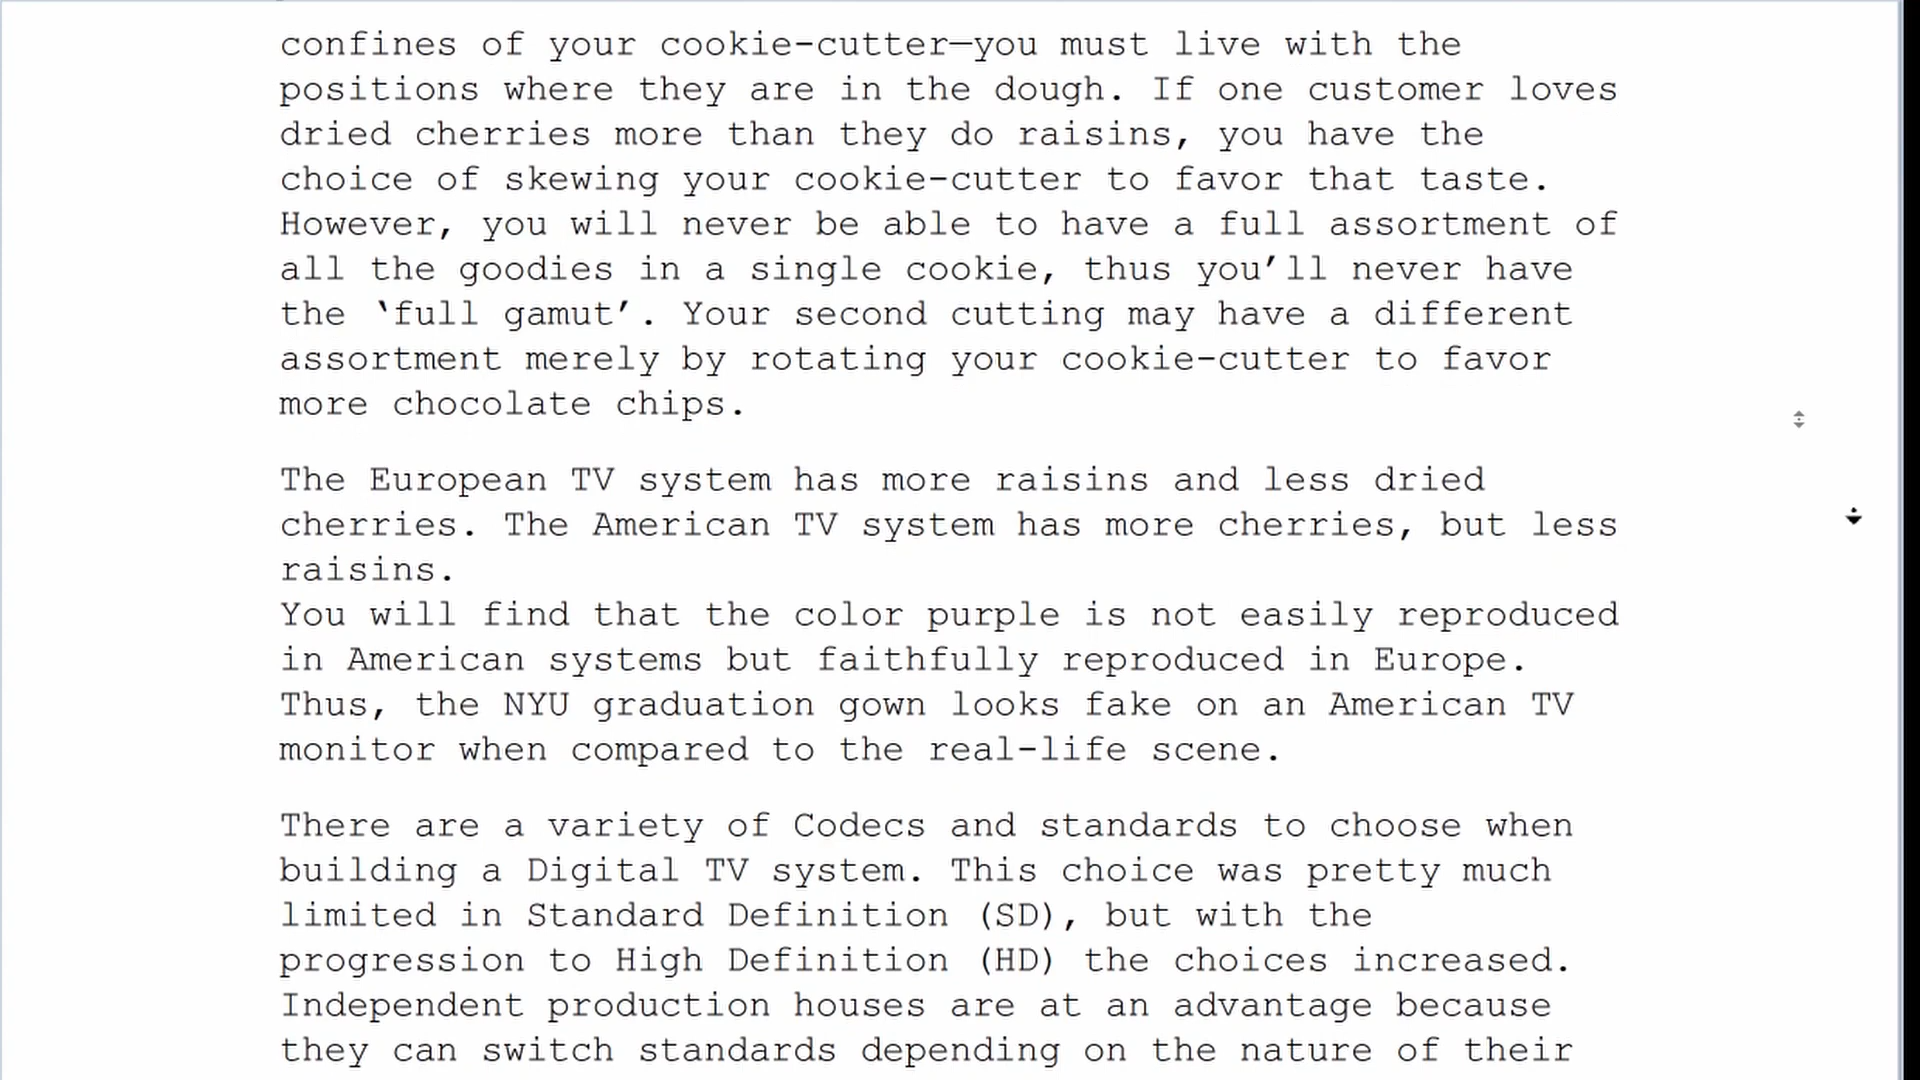 confines of your cookie-cutter—you must live with the
positions where they are in the dough. If one customer loves
dried cherries more than they do raisins, you have the
choice of skewing your cookie-cutter to favor that taste.
However, you will never be able to have a full assortment of
all the goodies in a single cookie, thus you’ll never have
the ‘full gamut’. Your second cutting may have a different
assortment merely by rotating your cookie-cutter to favor
more chocolate chips.
The European TV system has more raisins and less dried
cherries. The American TV system has more cherries, but less
raisins.
You will find that the color purple is not easily reproduced
in American systems but faithfully reproduced in Europe.
Thus, the NYU graduation gown looks fake on an American TV
monitor when compared to the real-life scene.
There are a variety of Codecs and standards to choose when
building a Digital TV system. This choice was pretty much
limited in Standard Definition (SD), but with the
progression to High Definition (HD) the choices increased.
Independent production houses are at an advantage because
they can switch standards depending on the nature of their